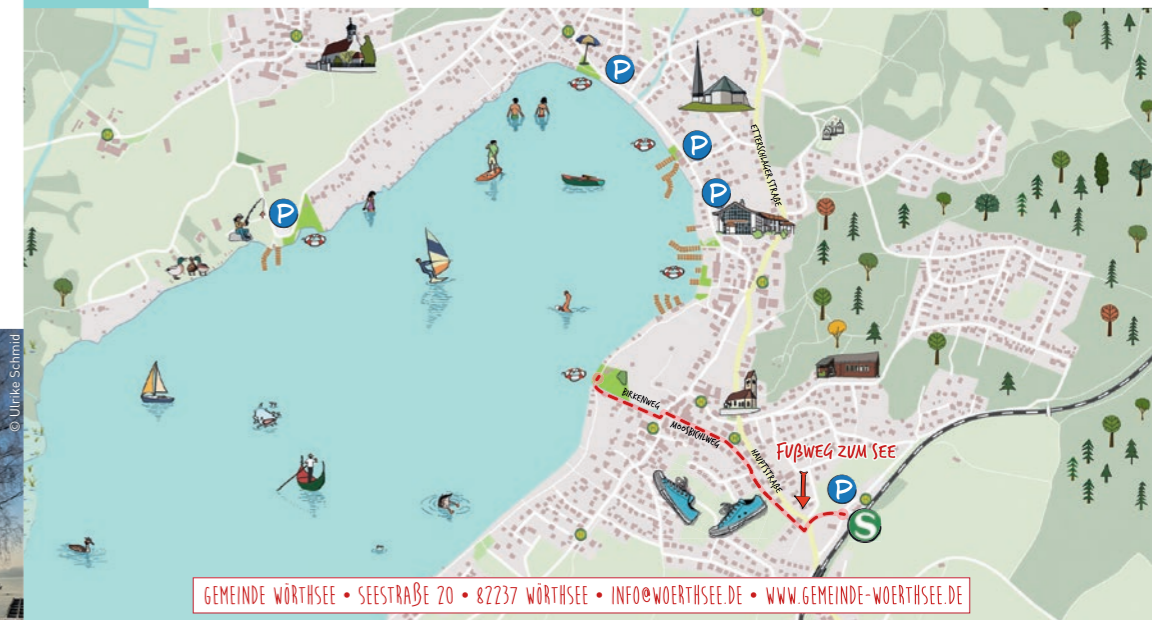 P
P
ETTERSCHLAGER STRAẞE
P
P
© Ulrike Schmid
BIRKENWEG
MOOSBICHLWEG
HAUPTSTRAẞE
FUẞWEG ZUM SEE
P
S
GEMEINDE WÖRTHSEE • SEESTRAẞE 20 • 82237 WÖRTHSEE • INFO@WOERTHSEE.DE • WWW.GEMEINDE-WOERTHSEE.DE